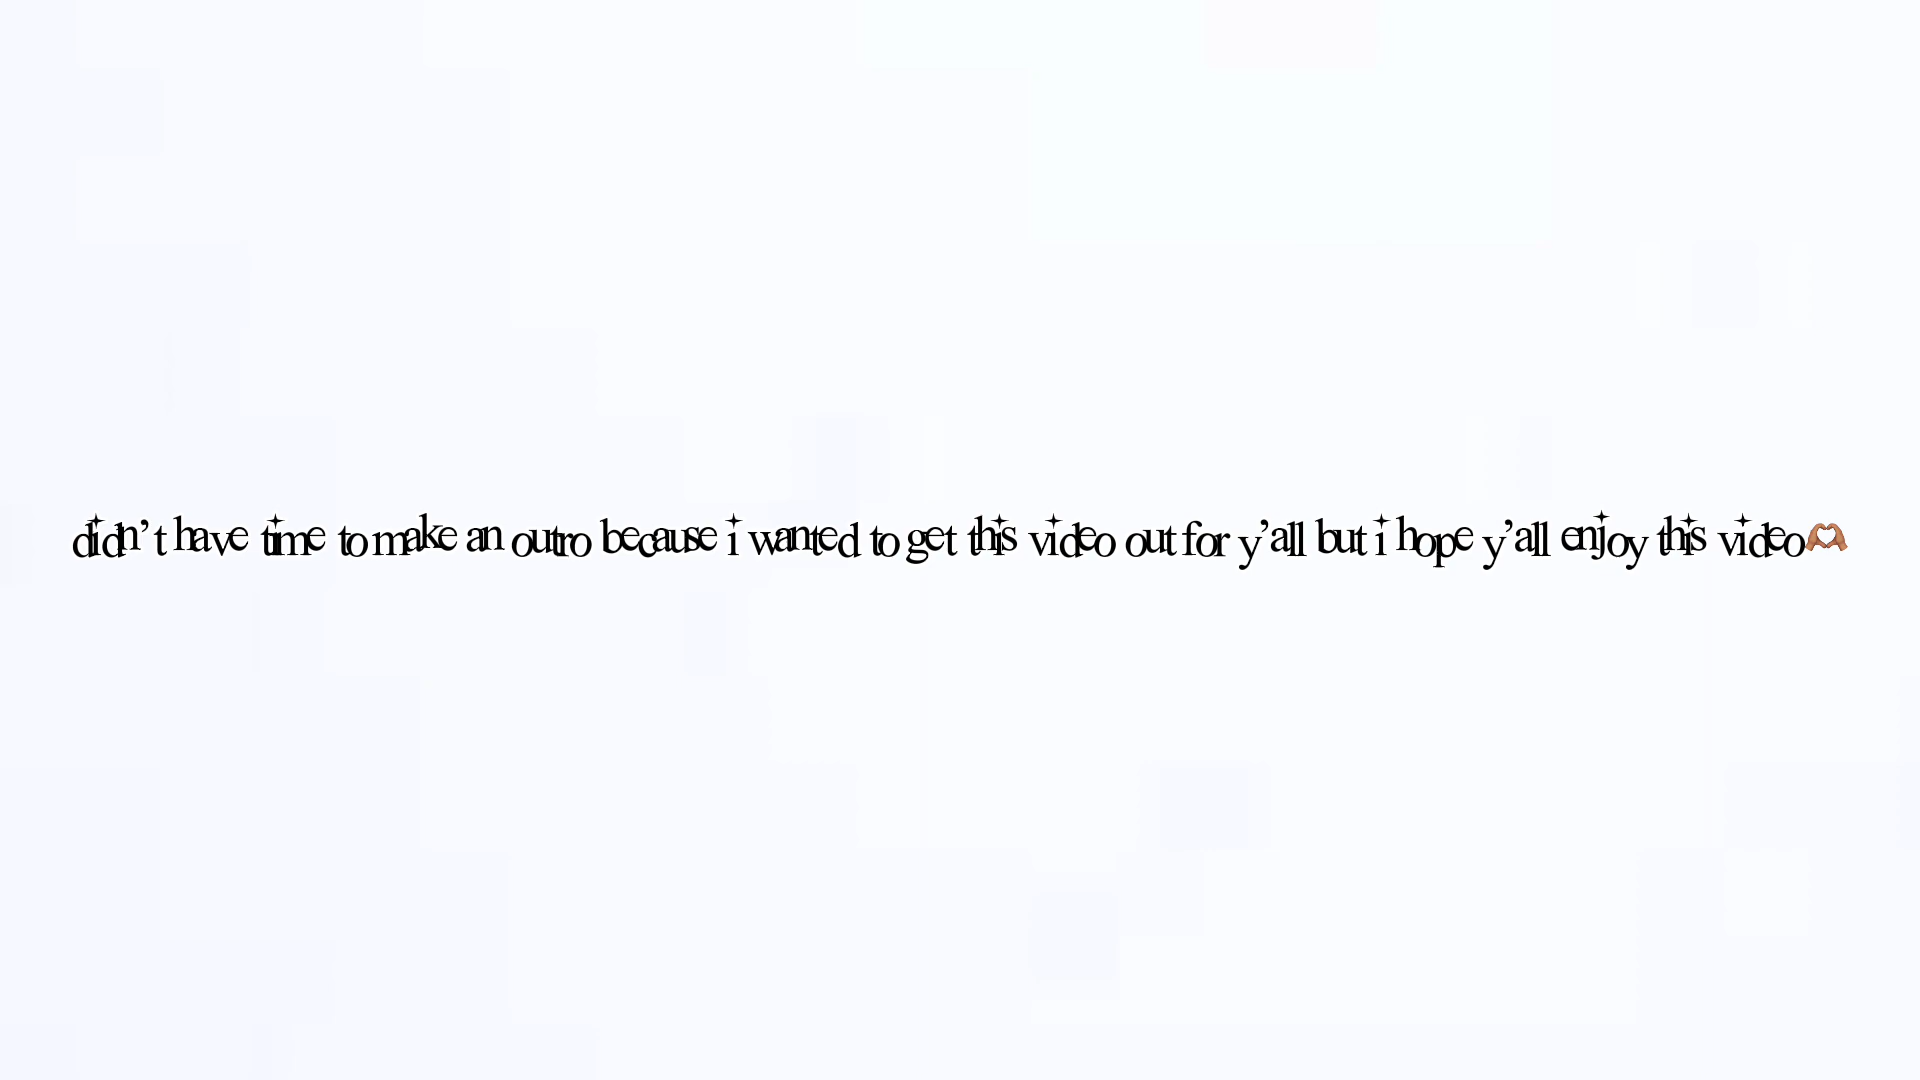 didn’t have time to make an outro because i wanted to get this video out for y’all but i hope y’all enjoy this video🫶🏽